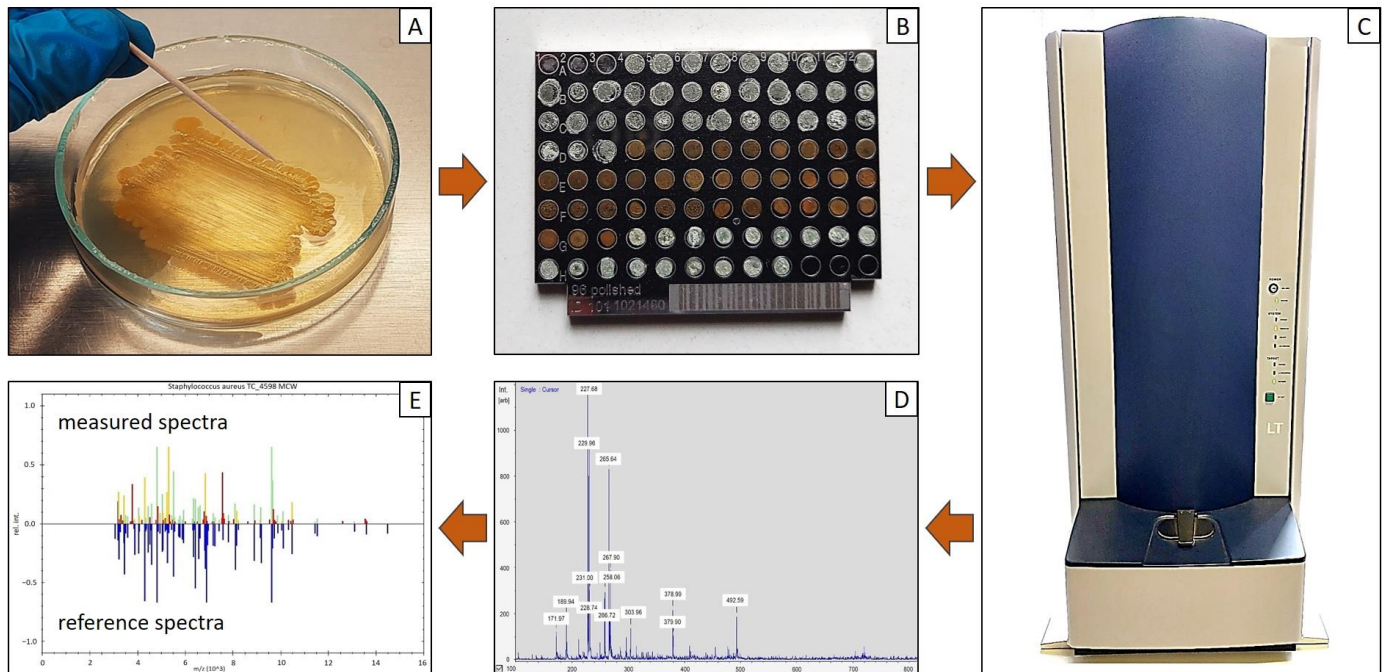 A
B
C
1 2 3 4 5 6 7 8 9 10 11 12
A
B
C
D
E
F
G
H
96 polished
POWER
SYSTEM
TARGET
LT
E
Staphylococcus aureus TC_4598 MCW
measured spectra
reference spectra
rel. int.
1.0
0.5
0.0
−0.5
−1.0
0 2 4 6 8 10 12 14 16
m/z (10^3)
D
Int.
[arb]
Single : Cursor
1000
800
600
400
200
0
227.68
229.96
265.64
267.90
231.00
258.06
228.74
266.72
189.94
171.97
303.96
378.99
379.90
492.59
100 200 400 600 800